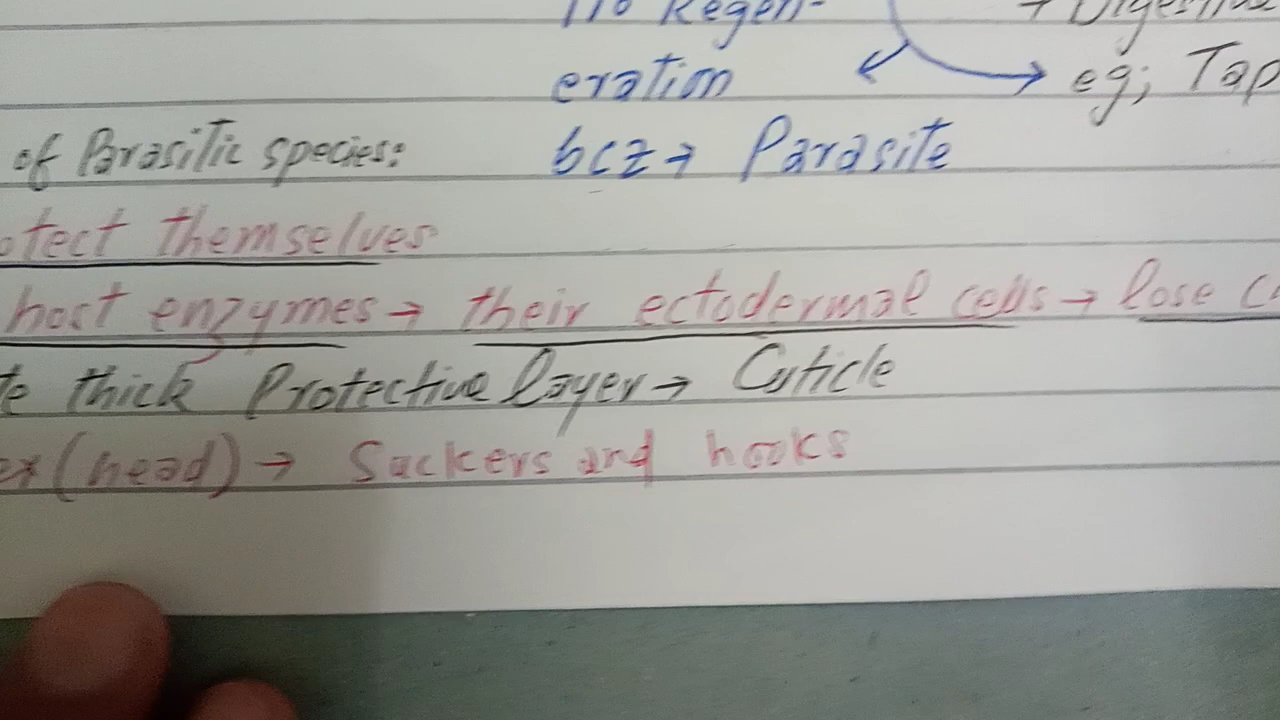 No Regen- + Digestive
eration eg; Tap
of Parasitic species: bcz → Parasite
otect themselves
host enzymes → their ectodermal cells → lose C
te thick Protective layer → Cuticle
ex (head) → Suckers and hooks